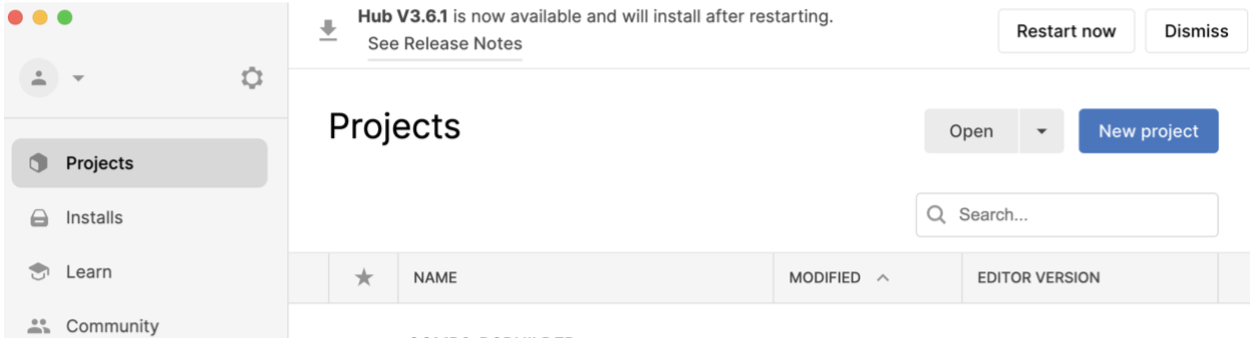 Hub V3.6.1 is now available and will install after restarting.
See Release Notes
Restart now
Dismiss
Projects
Open
New project
Projects
Installs
Learn
Community
Search...
NAME
MODIFIED
EDITOR VERSION